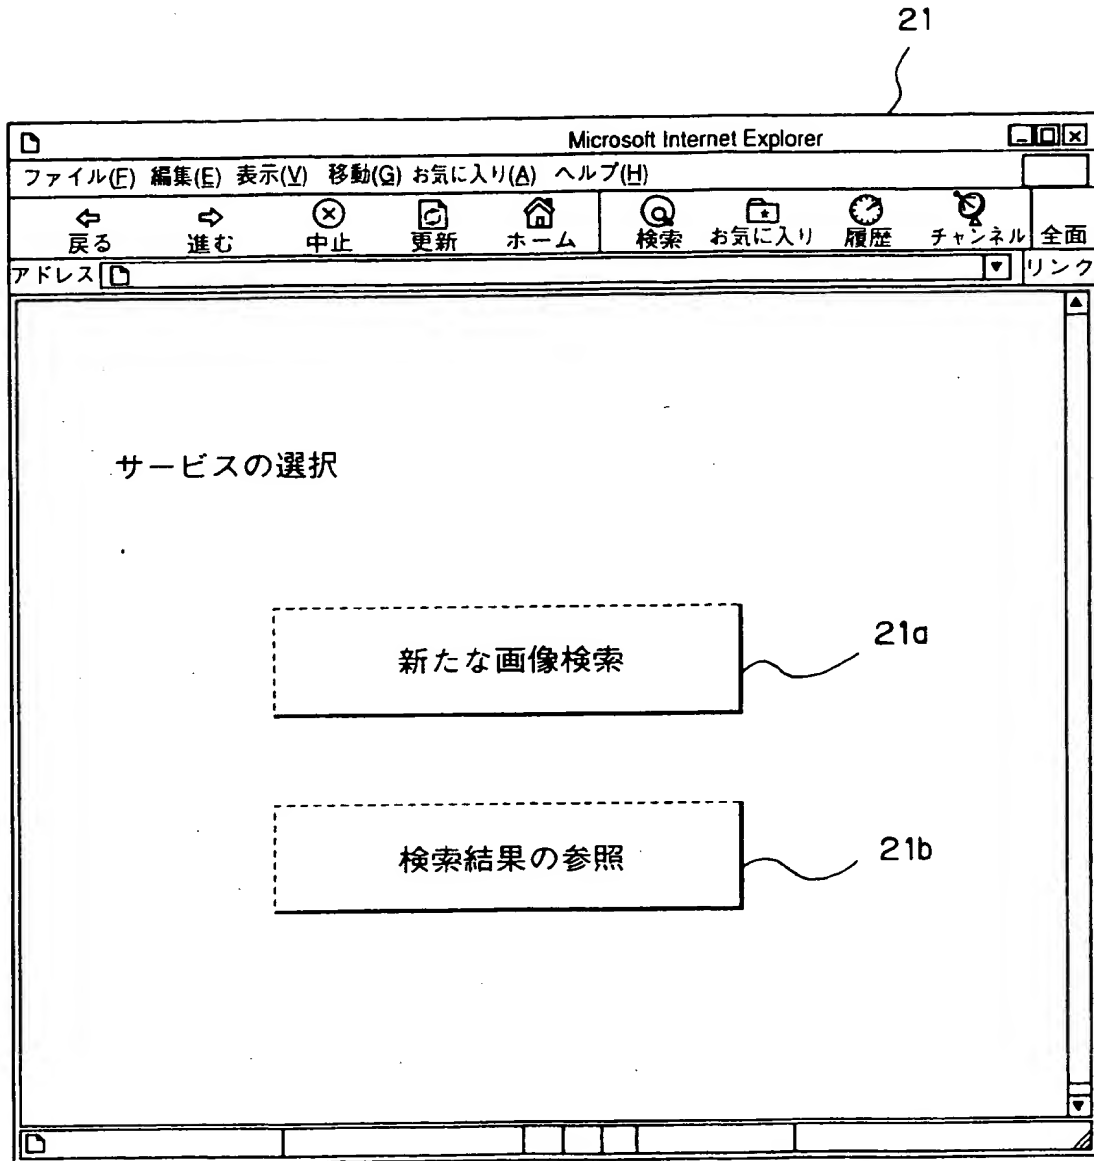 21
Microsoft Internet Explorer
ファイル(F) 編集(E) 表示(V) 移動(G) お気に入り(A) ヘルプ(H)
戻る 進む 中止 更新 ホーム 検索 お気に入り 履歴 チャンネル 全面
アドレス リンク
サービスの選択
新たな画像検索 21a
検索結果の参照 21b